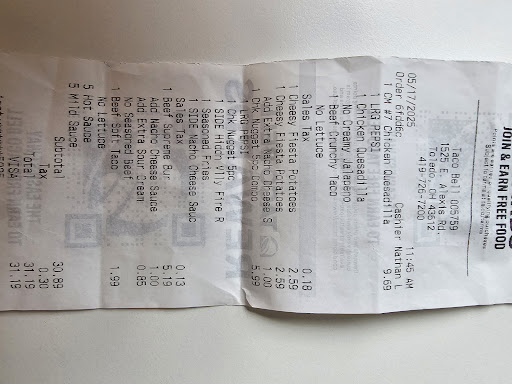 JOIN & EARN FREE FOOD
Taco Bell 005759
1525 E. Alexis Rd.
Toledo, OH 43612
419-726-7200
05/17/2025 11:45 AM
Order 6fdd6c Cashier Nathan L
1 CM #7 Chicken Quesadilla 9.69
1 LRG PEPSI
1 Chicken Quesadilla
No Creamy Jalapeno
1 Beef Crunchy Taco
No Lettuce
Sales Tax 0.18
1 Cheesy Fiesta Potatoes 2.59
1 Cheesy Fiesta Potatoes 2.59
Add Extra Nacho Cheese S 1.00
1 Chk Nugget 5pc Combo 5.99
1 LRG PEPSI
1 Chk Nugget 5pc
1 SIDE Hidden Vlly Fire R
1 Seasoned Fries
1 SIDE Nacho Cheese Sauc
Sales Tax 0.13
1 Beef Supreme Bur. 5.19
Add Nacho Cheese Sauce 1.00
Add Extra Sour Cream 0.85
No Seasoned Beef
1 Beef Soft Taco 1.99
No Lettuce
5 Hot Sauce
5 Mild Sauce
Subtotal 30.89
Tax 0.30
Total 31.19
VISA 31.19